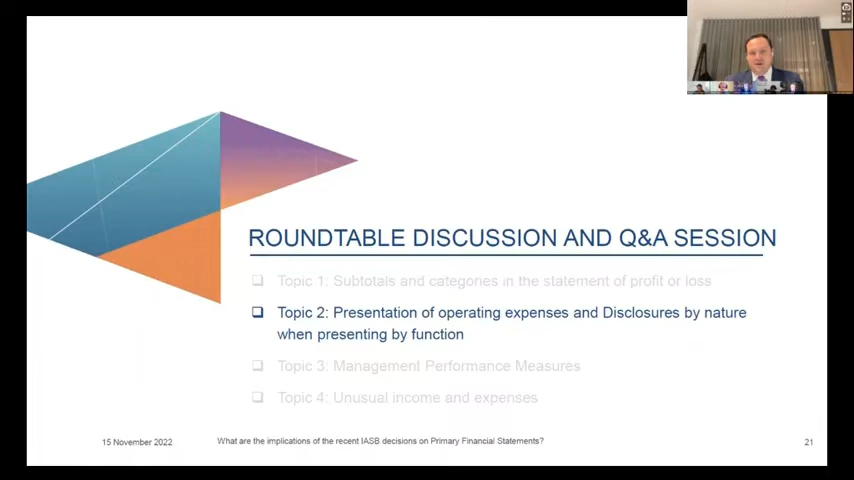 ROUNDTABLE DISCUSSION AND Q&A SESSION
❑ Topic 1: Subtotals and categories in the statement of profit or loss
❑ Topic 2: Presentation of operating expenses and Disclosures by nature
when presenting by function
❑ Topic 3: Management Performance Measures
❑ Topic 4: Unusual income and expenses
15 November 2022
What are the implications of the recent IASB decisions on Primary Financial Statements?
21